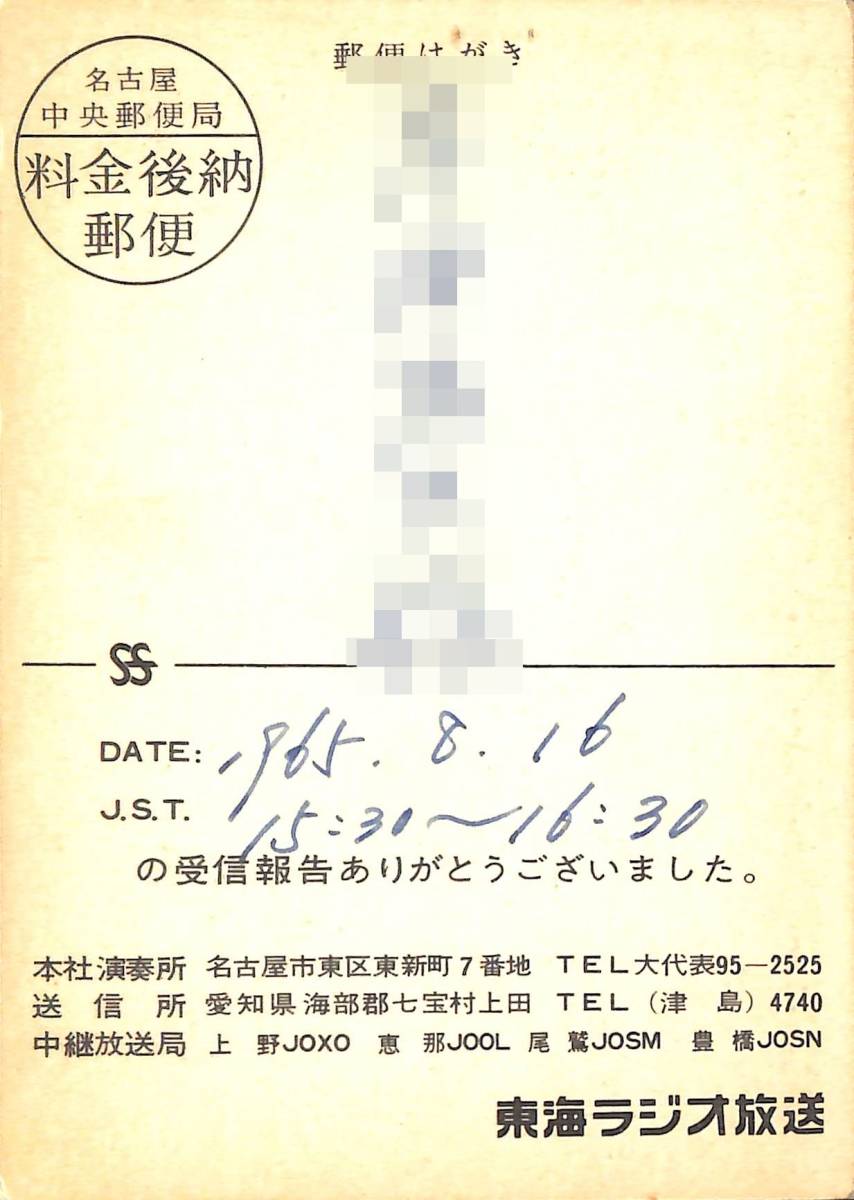 郵便はがき
名古屋
中央郵便局
料金後納
郵便
SF
DATE: 1965. 8. 16
J.S.T. 15:30〜16:30
の受信報告ありがとうございました。
本社演奏所 名古屋市東区東新町7番地 TEL大代表95-2525
送信所 愛知県海部郡七宝村上田 TEL(津島)4740
中継放送局 上野JOXO 恵那JOOL 尾鷲JOSM 豊橋JOSN
東海ラジオ放送